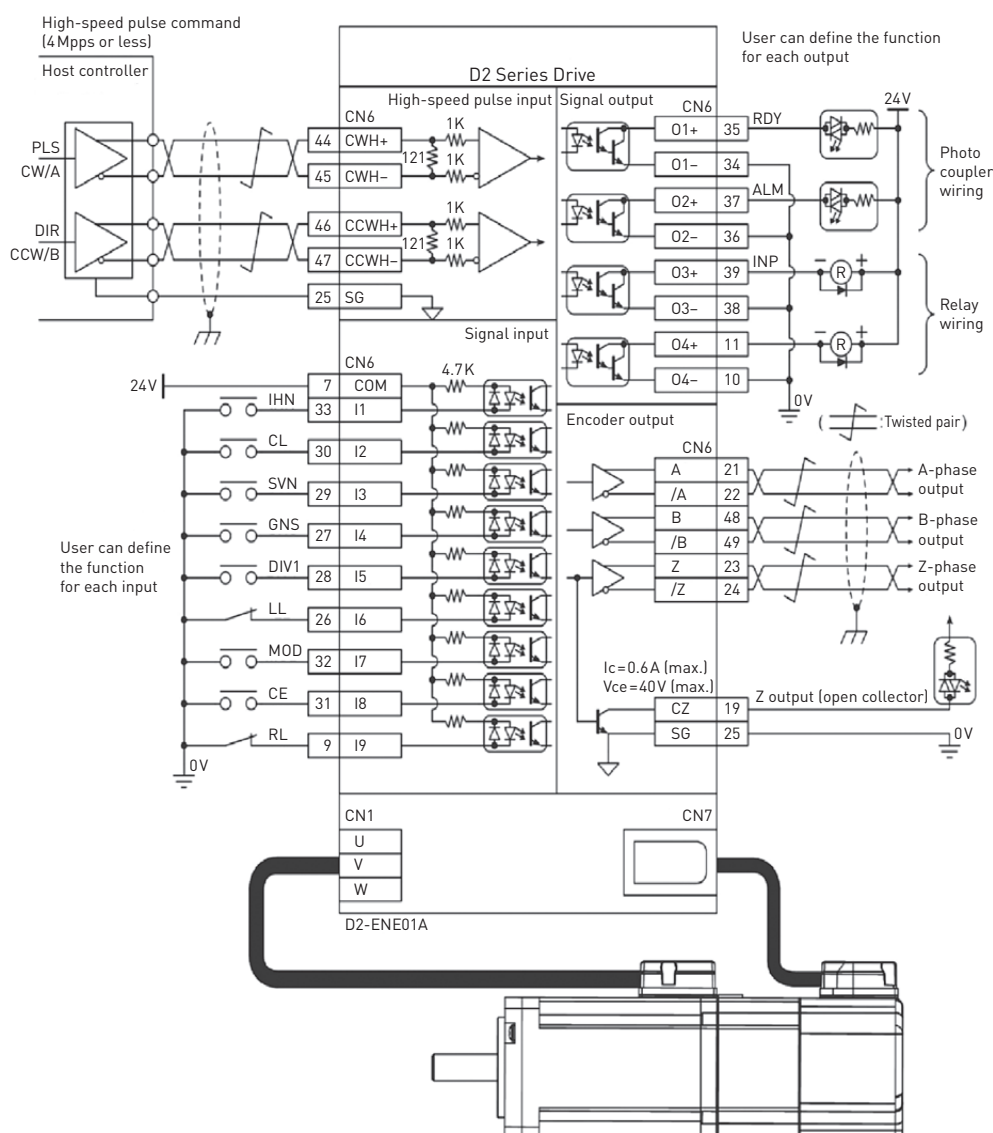 High-speed pulse command
(4 Mpps or less)
Host controller
PLS
CW/A
DIR
CCW/B
D2 Series Drive
High-speed pulse input
CN6
44 CWH+
45 CWH−
46 CCWH+
47 CCWH−
25 SG
1K
121
1K
1K
121
1K
Signal output
CN6
O1+ 35 RDY
O1− 34
O2+ 37 ALM
O2− 36
O3+ 39 INP
O3− 38
O4+ 11
O4− 10
User can define the function
for each output
24V
Photo
coupler
wiring
− +
R
Relay
wiring
− +
R
0V
( :Twisted pair)
Signal input
CN6
4.7K
24V
7 COM
IHN 33 I1
CL 30 I2
SVN 29 I3
GNS 27 I4
DIV1 28 I5
LL 26 I6
MOD 32 I7
CE 31 I8
RL 9 I9
User can define
the function
for each input
0V
Encoder output
CN6
A 21
/A 22
B 48
/B 49
Z 23
/Z 24
A-phase
output
B-phase
output
Z-phase
output
Ic=0.6A (max.)
Vce=40V (max.)
CZ 19
SG 25
Z output (open collector)
0V
CN1
U
V
W
CN7
D2-ENE01A